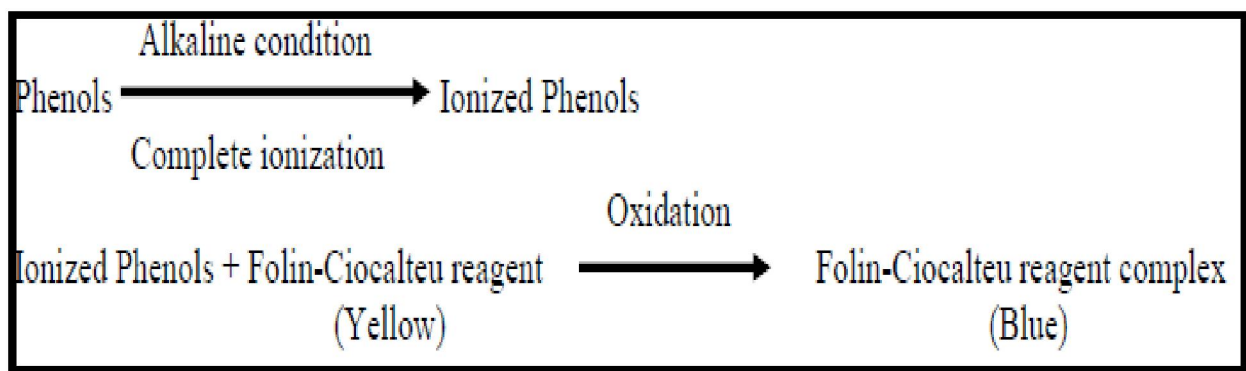 Alkaline condition
Phenols Ionized Phenols
Complete ionization
Oxidation
Ionized Phenols + Folin-Ciocalteu reagent Folin-Ciocalteu reagent complex
(Yellow) (Blue)